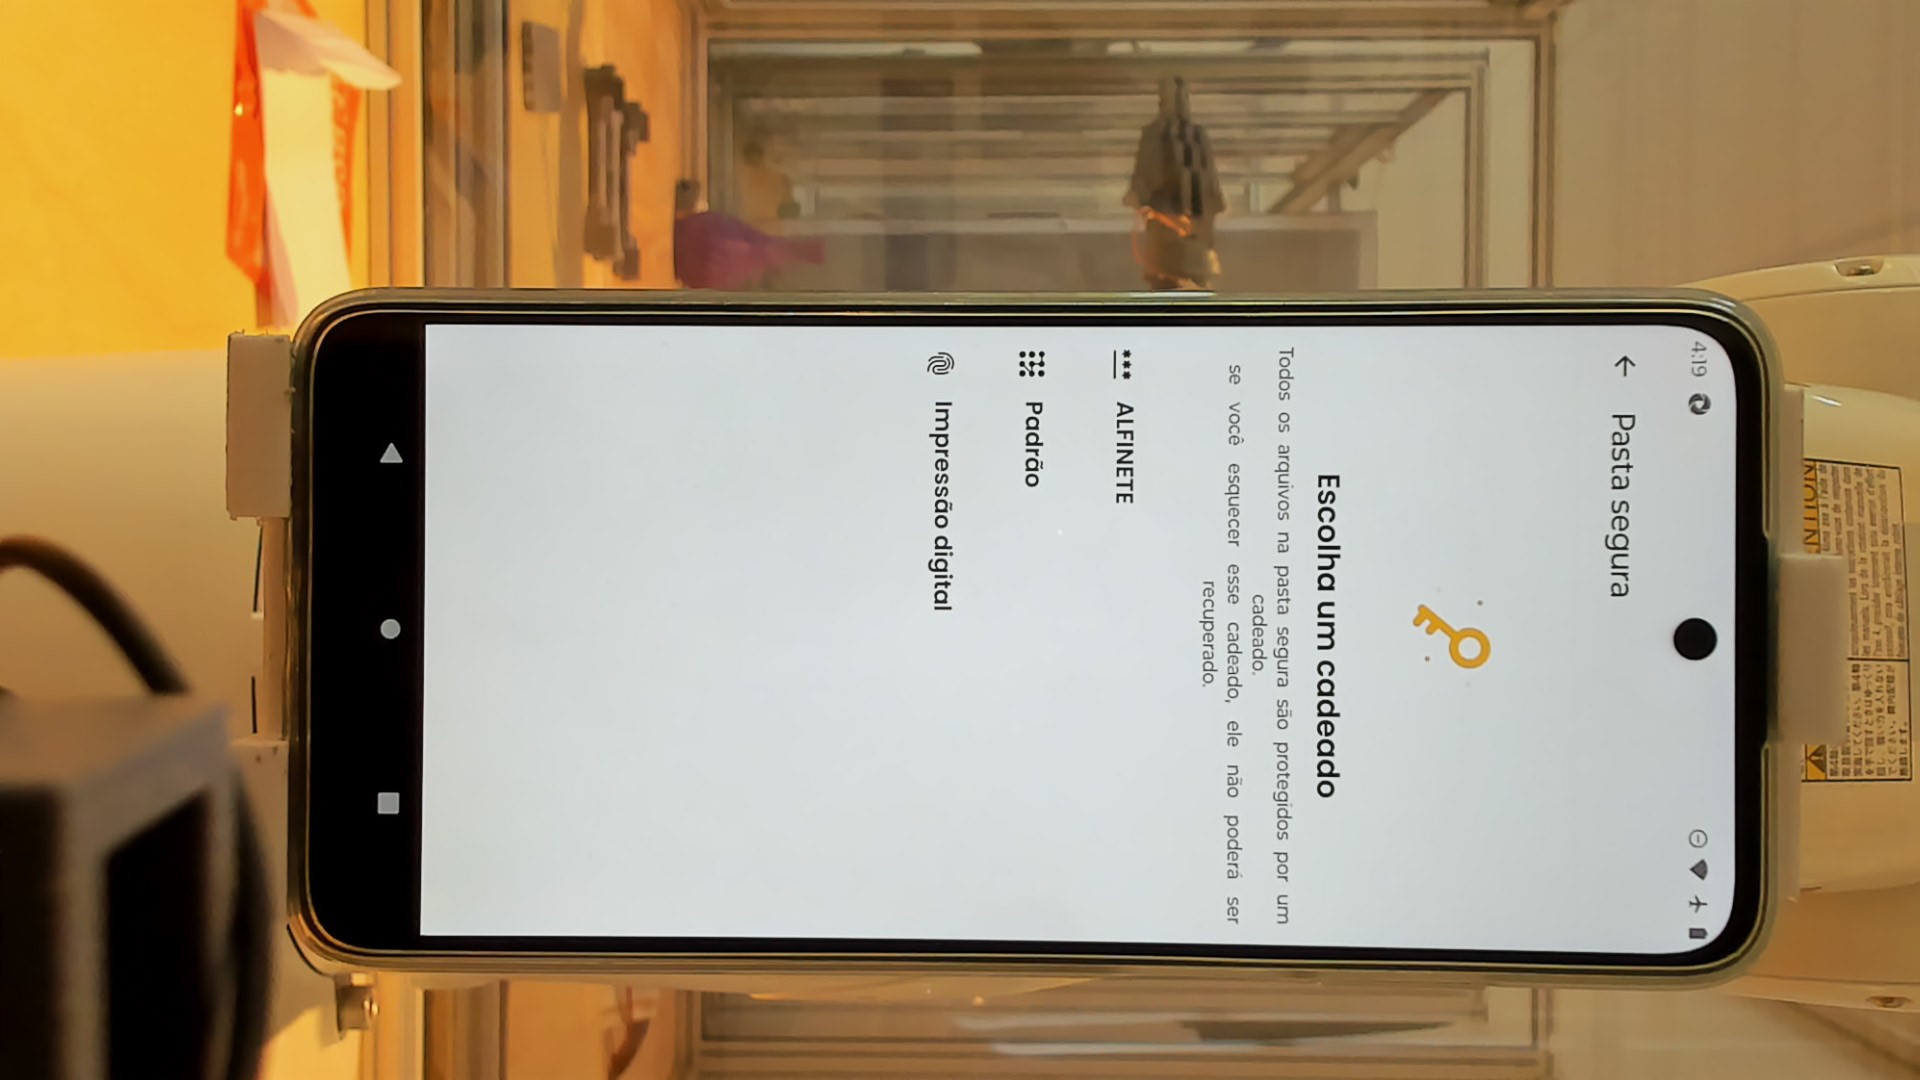 4:19
Pasta segura
Escolha um cadeado
Todos os arquivos na pasta segura são protegidos por um
cadeado.
se você esquecer esse cadeado, ele não poderá ser
recuperado.
*** ALFINETE
Padrão
Impressão digital